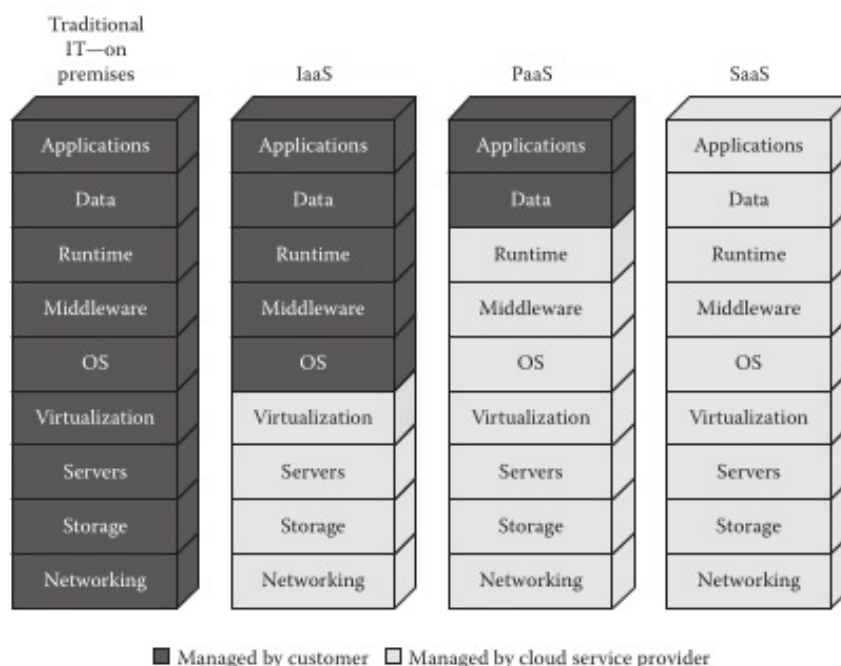 Traditional
IT—on
premises
IaaS
PaaS
SaaS
Applications
Data
Runtime
Middleware
OS
Virtualization
Servers
Storage
Networking
Applications
Data
Runtime
Middleware
OS
Virtualization
Servers
Storage
Networking
Applications
Data
Runtime
Middleware
OS
Virtualization
Servers
Storage
Networking
Applications
Data
Runtime
Middleware
OS
Virtualization
Servers
Storage
Networking
Managed by customer
Managed by cloud service provider